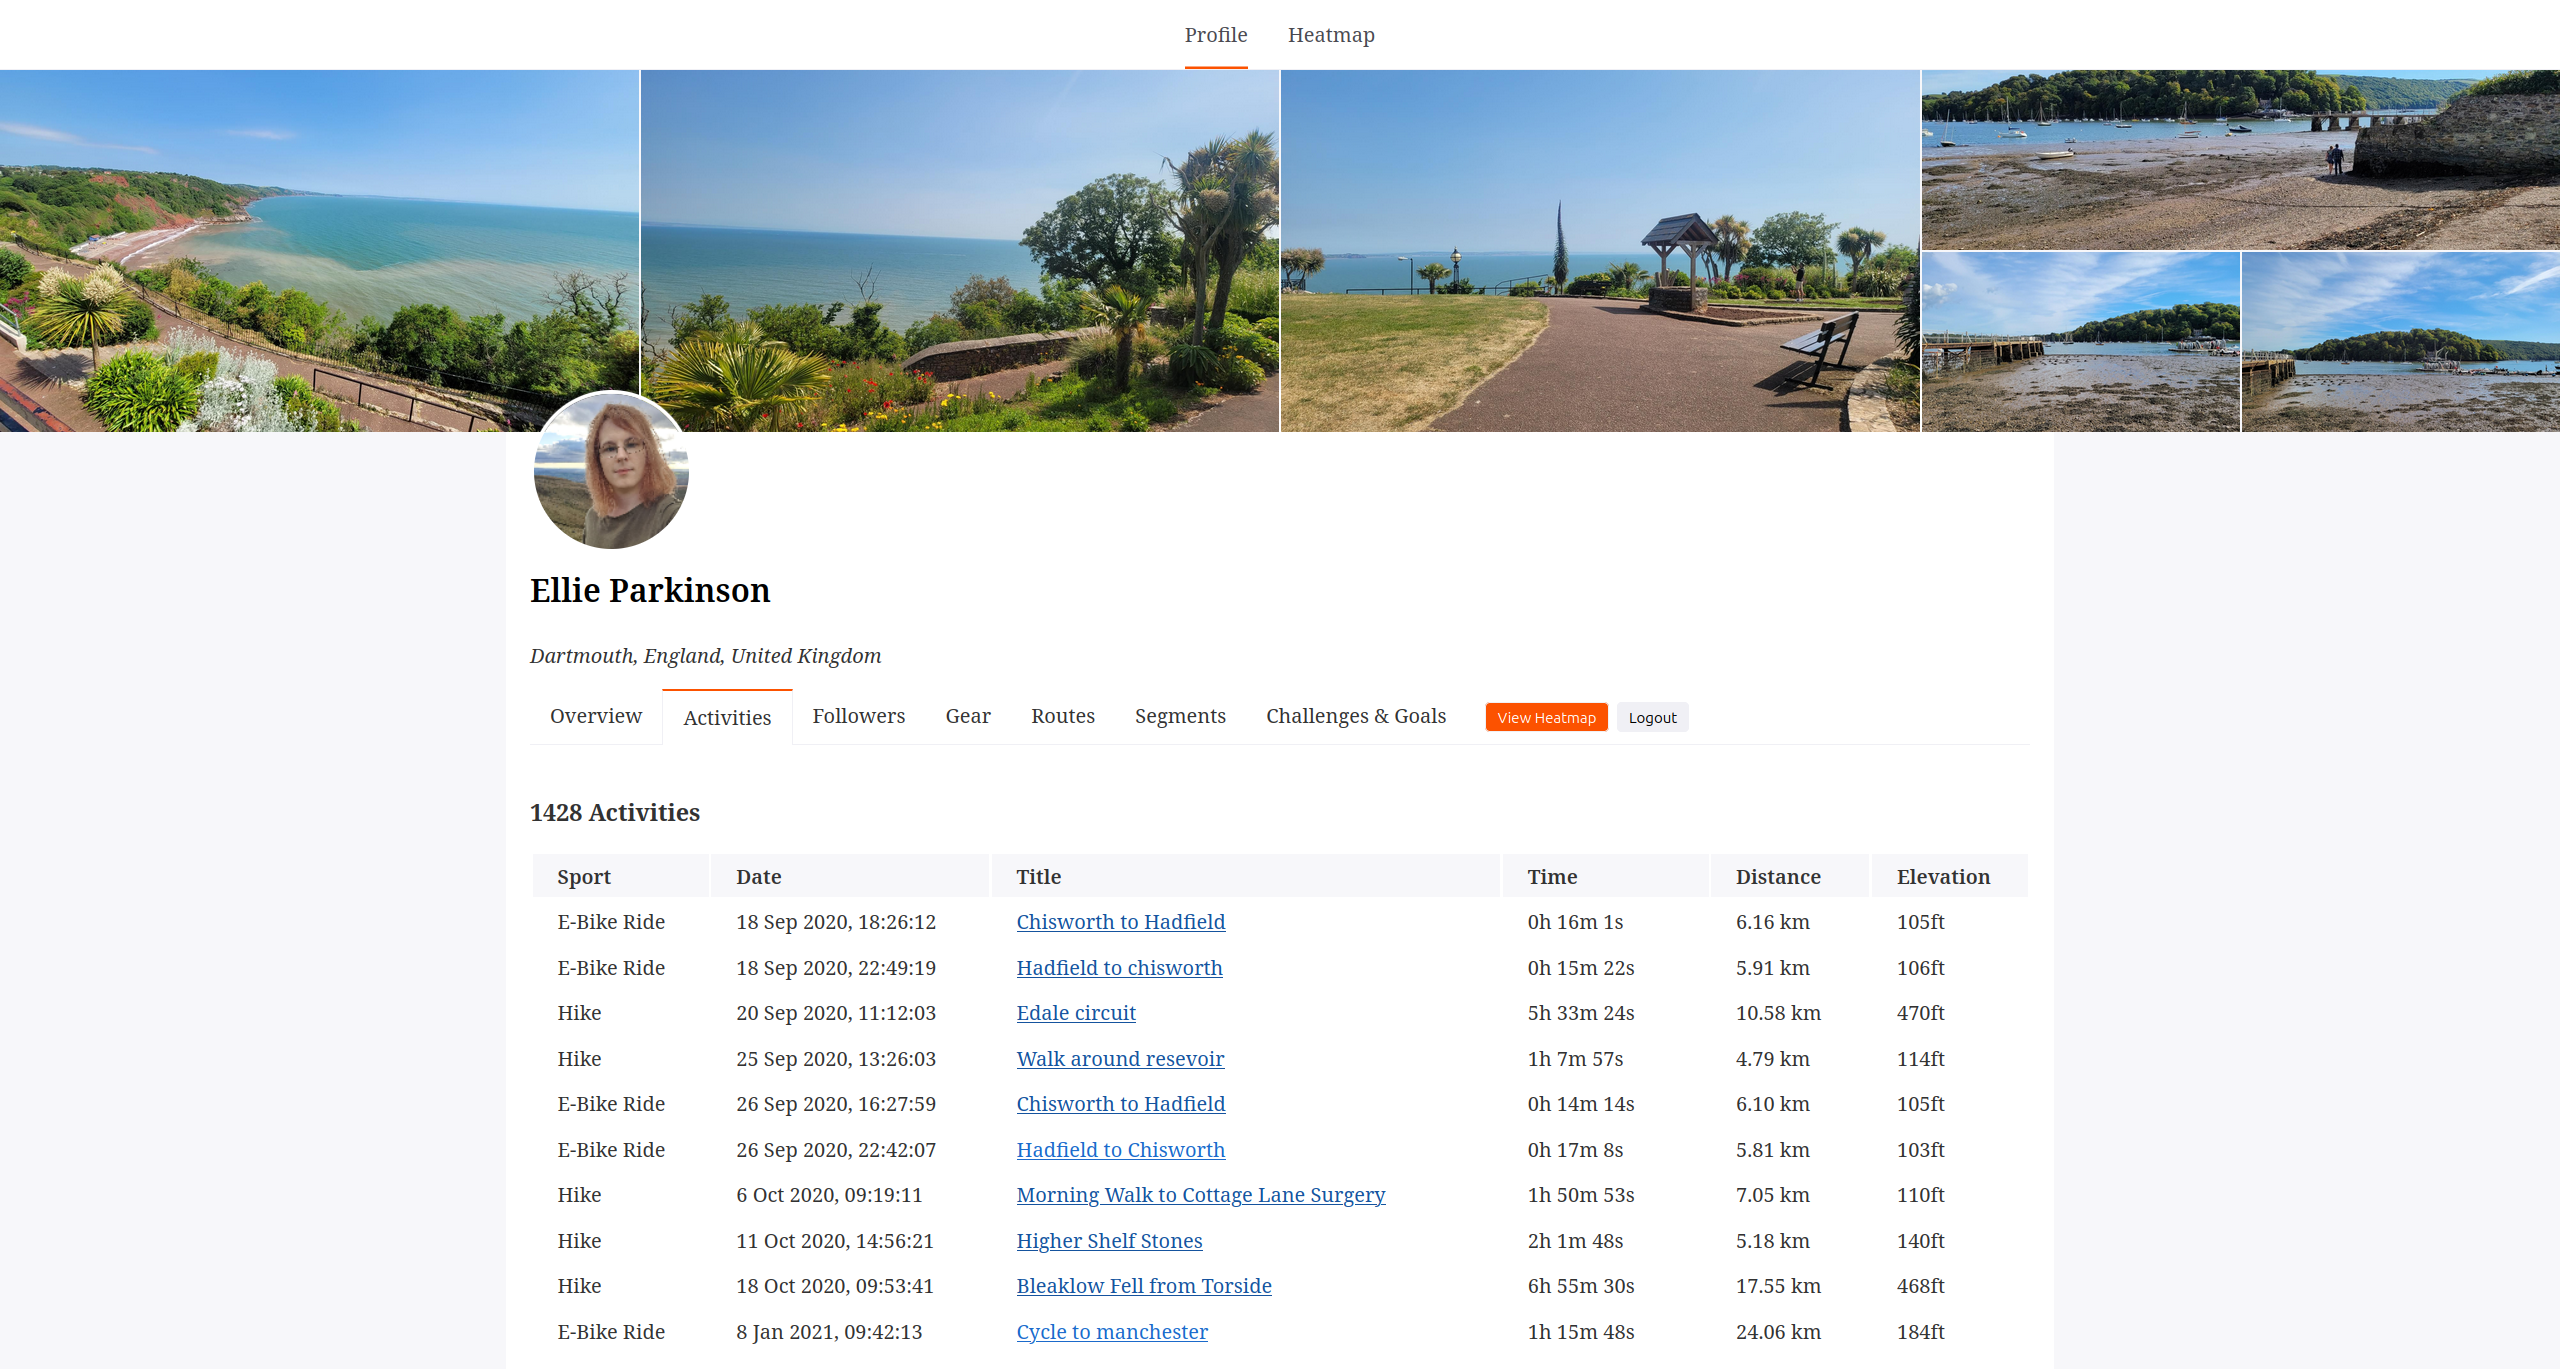 Profile Heatmap
Ellie Parkinson
Dartmouth, England, United Kingdom
Overview Activities Followers Gear Routes Segments Challenges & Goals View Heatmap Logout
1428 Activities
Sport Date Title Time Distance Elevation
E-Bike Ride 18 Sep 2020, 18:26:12 Chisworth to Hadfield 0h 16m 1s 6.16 km 105ft
E-Bike Ride 18 Sep 2020, 22:49:19 Hadfield to chisworth 0h 15m 22s 5.91 km 106ft
Hike 20 Sep 2020, 11:12:03 Edale circuit 5h 33m 24s 10.58 km 470ft
Hike 25 Sep 2020, 13:26:03 Walk around resevoir 1h 7m 57s 4.79 km 114ft
E-Bike Ride 26 Sep 2020, 16:27:59 Chisworth to Hadfield 0h 14m 14s 6.10 km 105ft
E-Bike Ride 26 Sep 2020, 22:42:07 Hadfield to Chisworth 0h 17m 8s 5.81 km 103ft
Hike 6 Oct 2020, 09:19:11 Morning Walk to Cottage Lane Surgery 1h 50m 53s 7.05 km 110ft
Hike 11 Oct 2020, 14:56:21 Higher Shelf Stones 2h 1m 48s 5.18 km 140ft
Hike 18 Oct 2020, 09:53:41 Bleaklow Fell from Torside 6h 55m 30s 17.55 km 468ft
E-Bike Ride 8 Jan 2021, 09:42:13 Cycle to manchester 1h 15m 48s 24.06 km 184ft